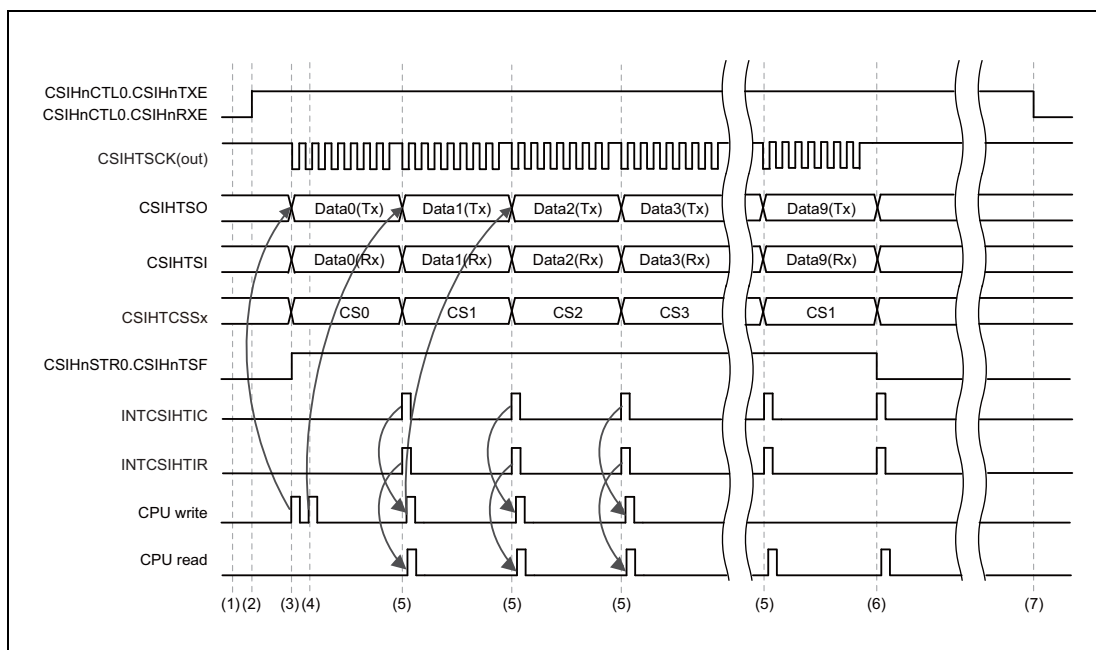 CSIHnCTL0.CSIHnTXE
CSIHnCTL0.CSIHnRXE
CSIHTSCK(out)
CSIHTSO Data0(Tx) Data1(Tx) Data2(Tx) Data3(Tx) Data9(Tx)
CSIHTSI Data0(Rx) Data1(Rx) Data2(Rx) Data3(Rx) Data9(Rx)
CSIHTCSSx CS0 CS1 CS2 CS3 CS1
CSIHnSTR0.CSIHnTSF
INTCSIHTIC
INTCSIHTIR
CPU write
CPU read
(1) (2) (3) (4) (5) (5) (5) (5) (6) (7)